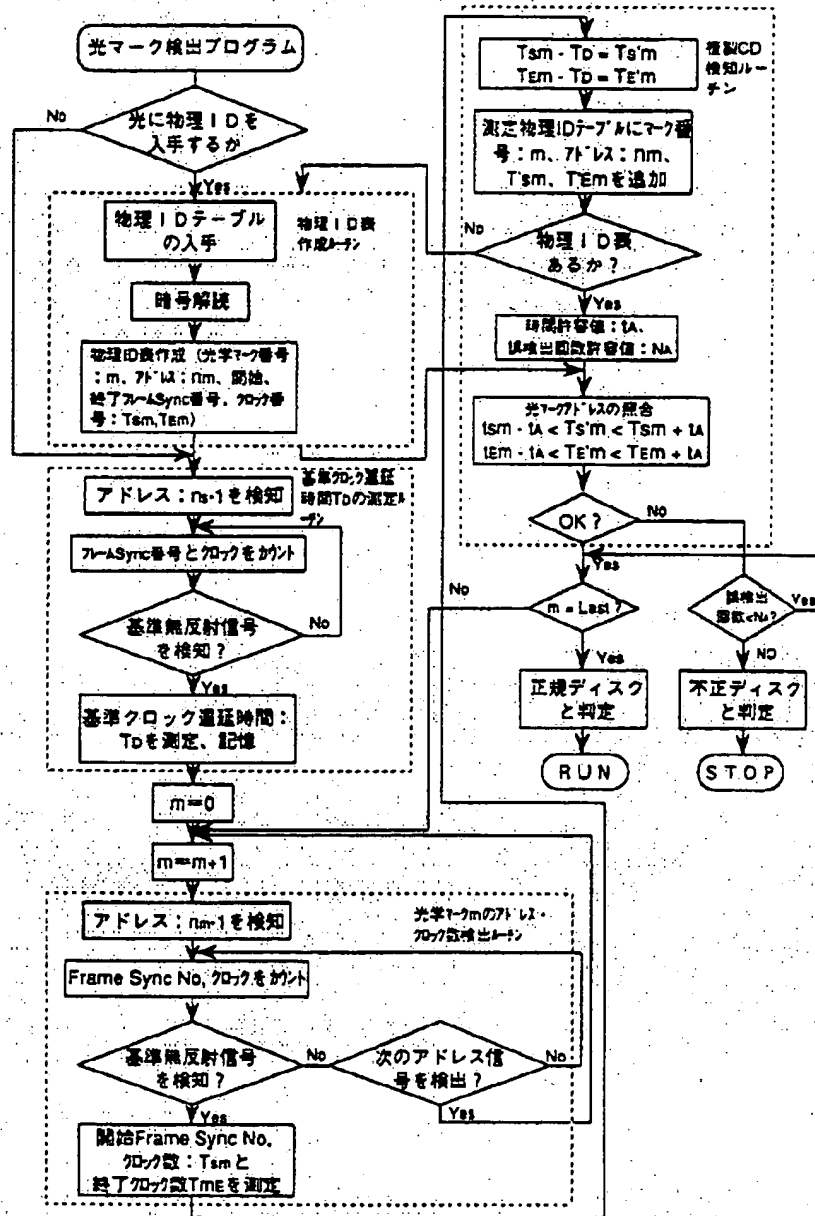 光マーク検出プログラム
光に物理IDを
入手するか
No
Yes
物理IDテーブル
の入手
物理ID表
作成ルーチン
暗号解読
物理ID表作成（光学マーク番号
：m、アドレス：nm、開始、
終了フレームSync番号、クロック番
号：Tsm,TEm）
アドレス：ns-1を検知
基準クロック遅延
時間TDの測定ル
ーチン
フレームSync番号とクロックをカウント
基準無反射信号
を検知？
No
Yes
基準クロック遅延時間：
TDを測定、記憶
m=0
m=m+1
アドレス：nm-1を検知
光学マークmのアドレス・
クロック数検出ルーチン
Frame Sync No, クロックをカウント
基準無反射信号
を検知？
No
次のアドレス信
号を検出？
No
Yes
Yes
開始Frame Sync No,
クロック数：Tsmと
終了クロック数TmEを測定
Tsm - TD = Ts'm
TEm - TD = TE'm
複製CD
検知ルー
チン
測定物理IDテーブルにマーク番
号：m、アドレス：nm、
T'sm、T'Emを追加
No
物理ID表
あるか？
Yes
時間許容値：tA、
誤検出回数許容値：NA
光マークアドレスの照合
tsm - tA < Ts'm < Tsm + tA
tEm - tA < TE'm < TEm + tA
OK？
No
Yes
No
m = Last？
誤検出
回数<NA？
Yes
Yes
NO
正規ディスク
と判定
不正ディスク
と判定
RUN
STOP